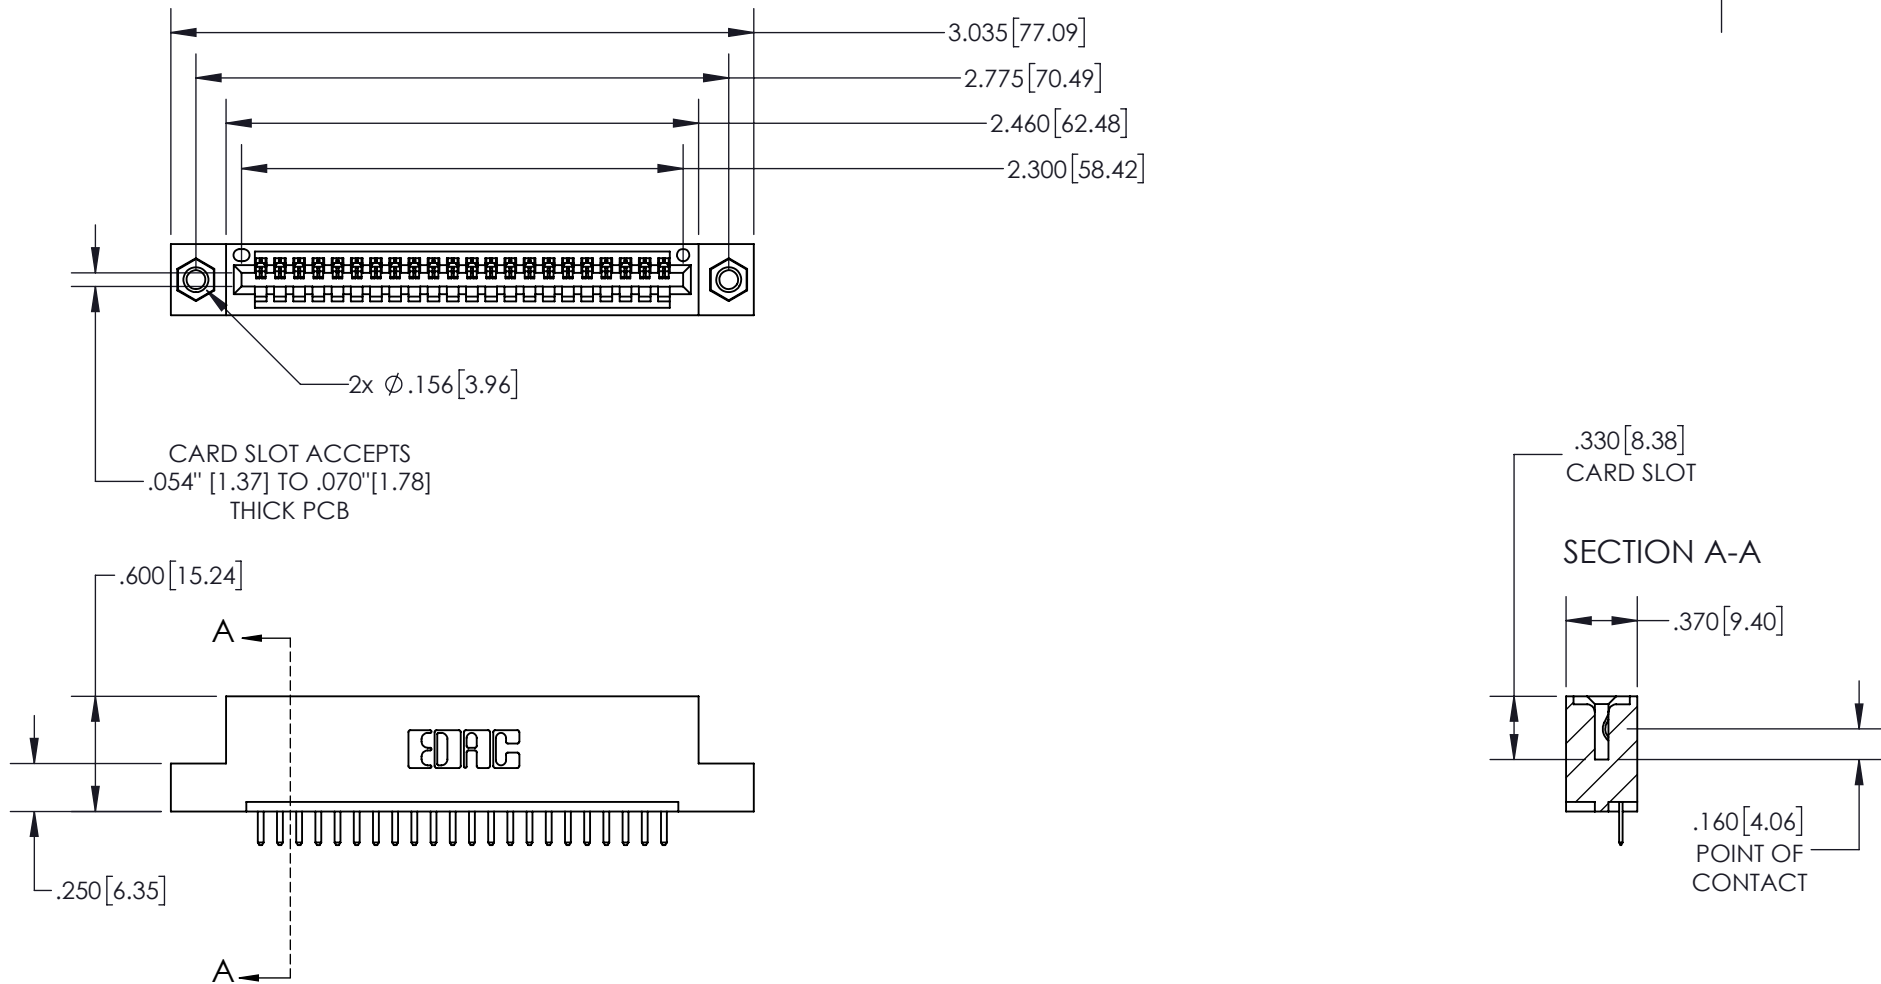 3.035[77.09]
2.775[70.49]
2.460[62.48]
2.300[58.42]
2x Ø.156[3.96]
CARD SLOT ACCEPTS
.054" [1.37] TO .070"[1.78]
THICK PCB
.330[8.38]
CARD SLOT
SECTION A-A
.600[15.24]
.370[9.40]
A
EDAC
.160[4.06]
POINT OF
CONTACT
.250[6.35]
A